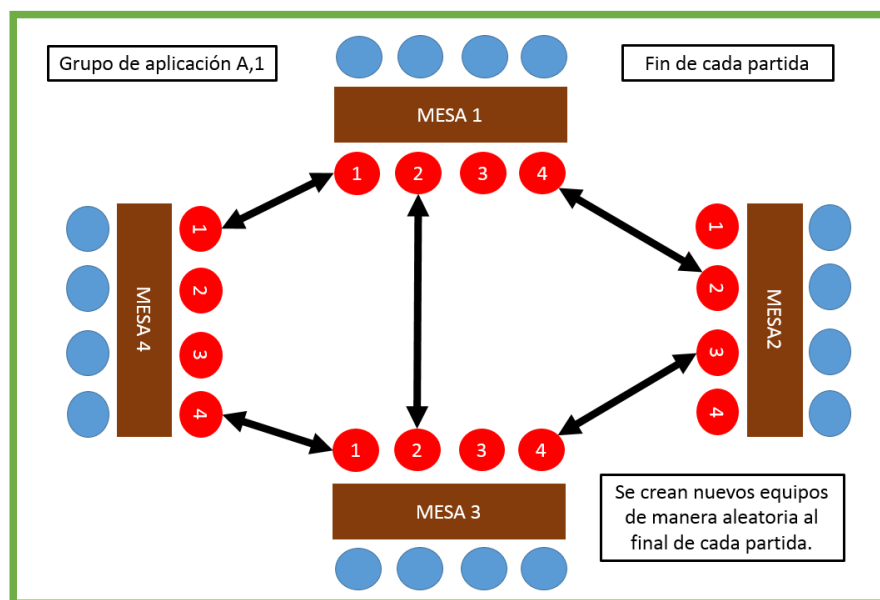 Grupo de aplicación A,1
Fin de cada partida
MESA 1
1 2 3 4
MESA 4
1
2
3
4
MESA2
1
2
3
4
1 2 3 4
MESA 3
Se crean nuevos equipos
de manera aleatoria al
final de cada partida.